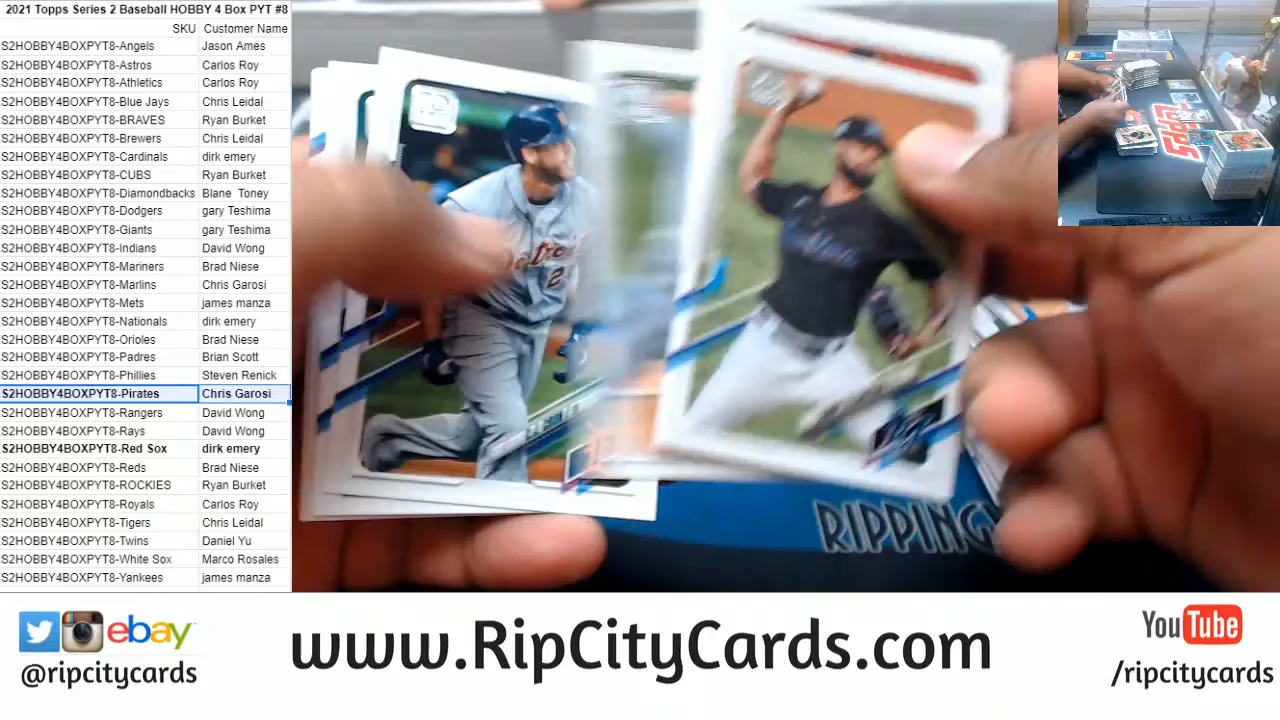 2021 Topps Series 2 Baseball HOBBY 4 Box PYT #8
SKU Customer Name
S2HOBBY4BOXPYT8-Angels Jason Ames
S2HOBBY4BOXPYT8-Astros Carlos Roy
S2HOBBY4BOXPYT8-Athletics Carlos Roy
S2HOBBY4BOXPYT8-Blue Jays Chris Leidal
S2HOBBY4BOXPYT8-BRAVES Ryan Burket
S2HOBBY4BOXPYT8-Brewers Chris Leidal
S2HOBBY4BOXPYT8-Cardinals dirk emery
S2HOBBY4BOXPYT8-CUBS Ryan Burket
S2HOBBY4BOXPYT8-Diamondbacks Blane Toney
S2HOBBY4BOXPYT8-Dodgers gary Teshima
S2HOBBY4BOXPYT8-Giants gary Teshima
S2HOBBY4BOXPYT8-Indians David Wong
S2HOBBY4BOXPYT8-Mariners Brad Niese
S2HOBBY4BOXPYT8-Marlins Chris Garosi
S2HOBBY4BOXPYT8-Mets james manza
S2HOBBY4BOXPYT8-Nationals dirk emery
S2HOBBY4BOXPYT8-Orioles Brad Niese
S2HOBBY4BOXPYT8-Padres Brian Scott
S2HOBBY4BOXPYT8-Phillies Steven Renick
S2HOBBY4BOXPYT8-Pirates Chris Garosi
S2HOBBY4BOXPYT8-Rangers David Wong
S2HOBBY4BOXPYT8-Rays David Wong
S2HOBBY4BOXPYT8-Red Sox dirk emery
S2HOBBY4BOXPYT8-Reds Brad Niese
S2HOBBY4BOXPYT8-ROCKIES Ryan Burket
S2HOBBY4BOXPYT8-Royals Carlos Roy
S2HOBBY4BOXPYT8-Tigers Chris Leidal
S2HOBBY4BOXPYT8-Twins Daniel Yu
S2HOBBY4BOXPYT8-White Sox Marco Rosales
S2HOBBY4BOXPYT8-Yankees james manza
topps
Detroit
2
RIPPING
ebay
@ripcitycards
www.RipCityCards.com
YouTube
/ripcitycards